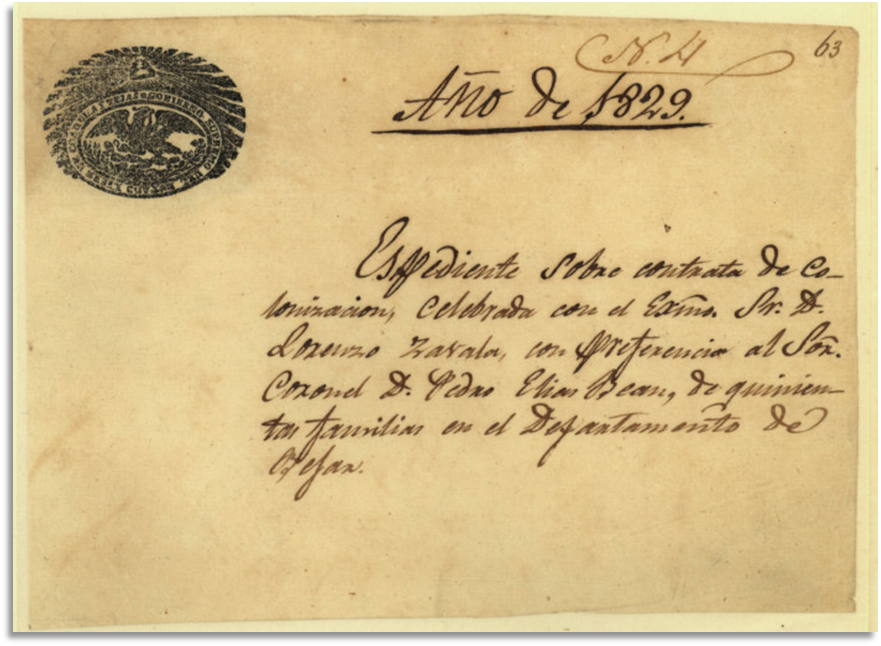 N. 4
63
Año de 1829.
Espediente sobre contrata de co-
lonizacion, celebrada con el Exmo. Sr. D.
Lorenzo Zavala, con preferencia al Sor.
Coronel D. Pedro Elias Bean, de quinien-
tas familias en el Departamento de
Bejar.